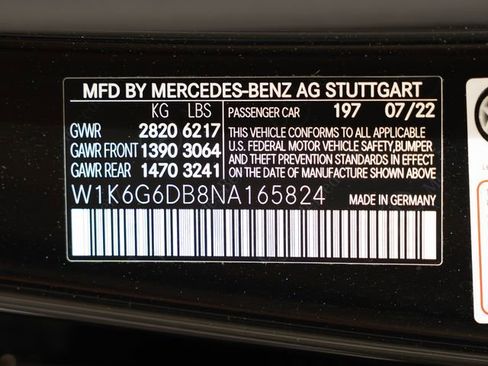 MFD BY MERCEDES-BENZ AG STUTTGART
KG LBS PASSENGER CAR 197 07/22
GVWR 2820 6217 THIS VEHICLE CONFORMS TO ALL APPLICABLE
GAWR FRONT 1390 3064 U.S. FEDERAL MOTOR VEHICLE SAFETY,BUMPER
AND THEFT PREVENTION STANDARDS IN EFFECT
GAWR REAR 1470 3241 ON THE DATE OF MANUFACTURE SHOWN ABOVE.
W1K6G6DB8NA165824 MADE IN GERMANY